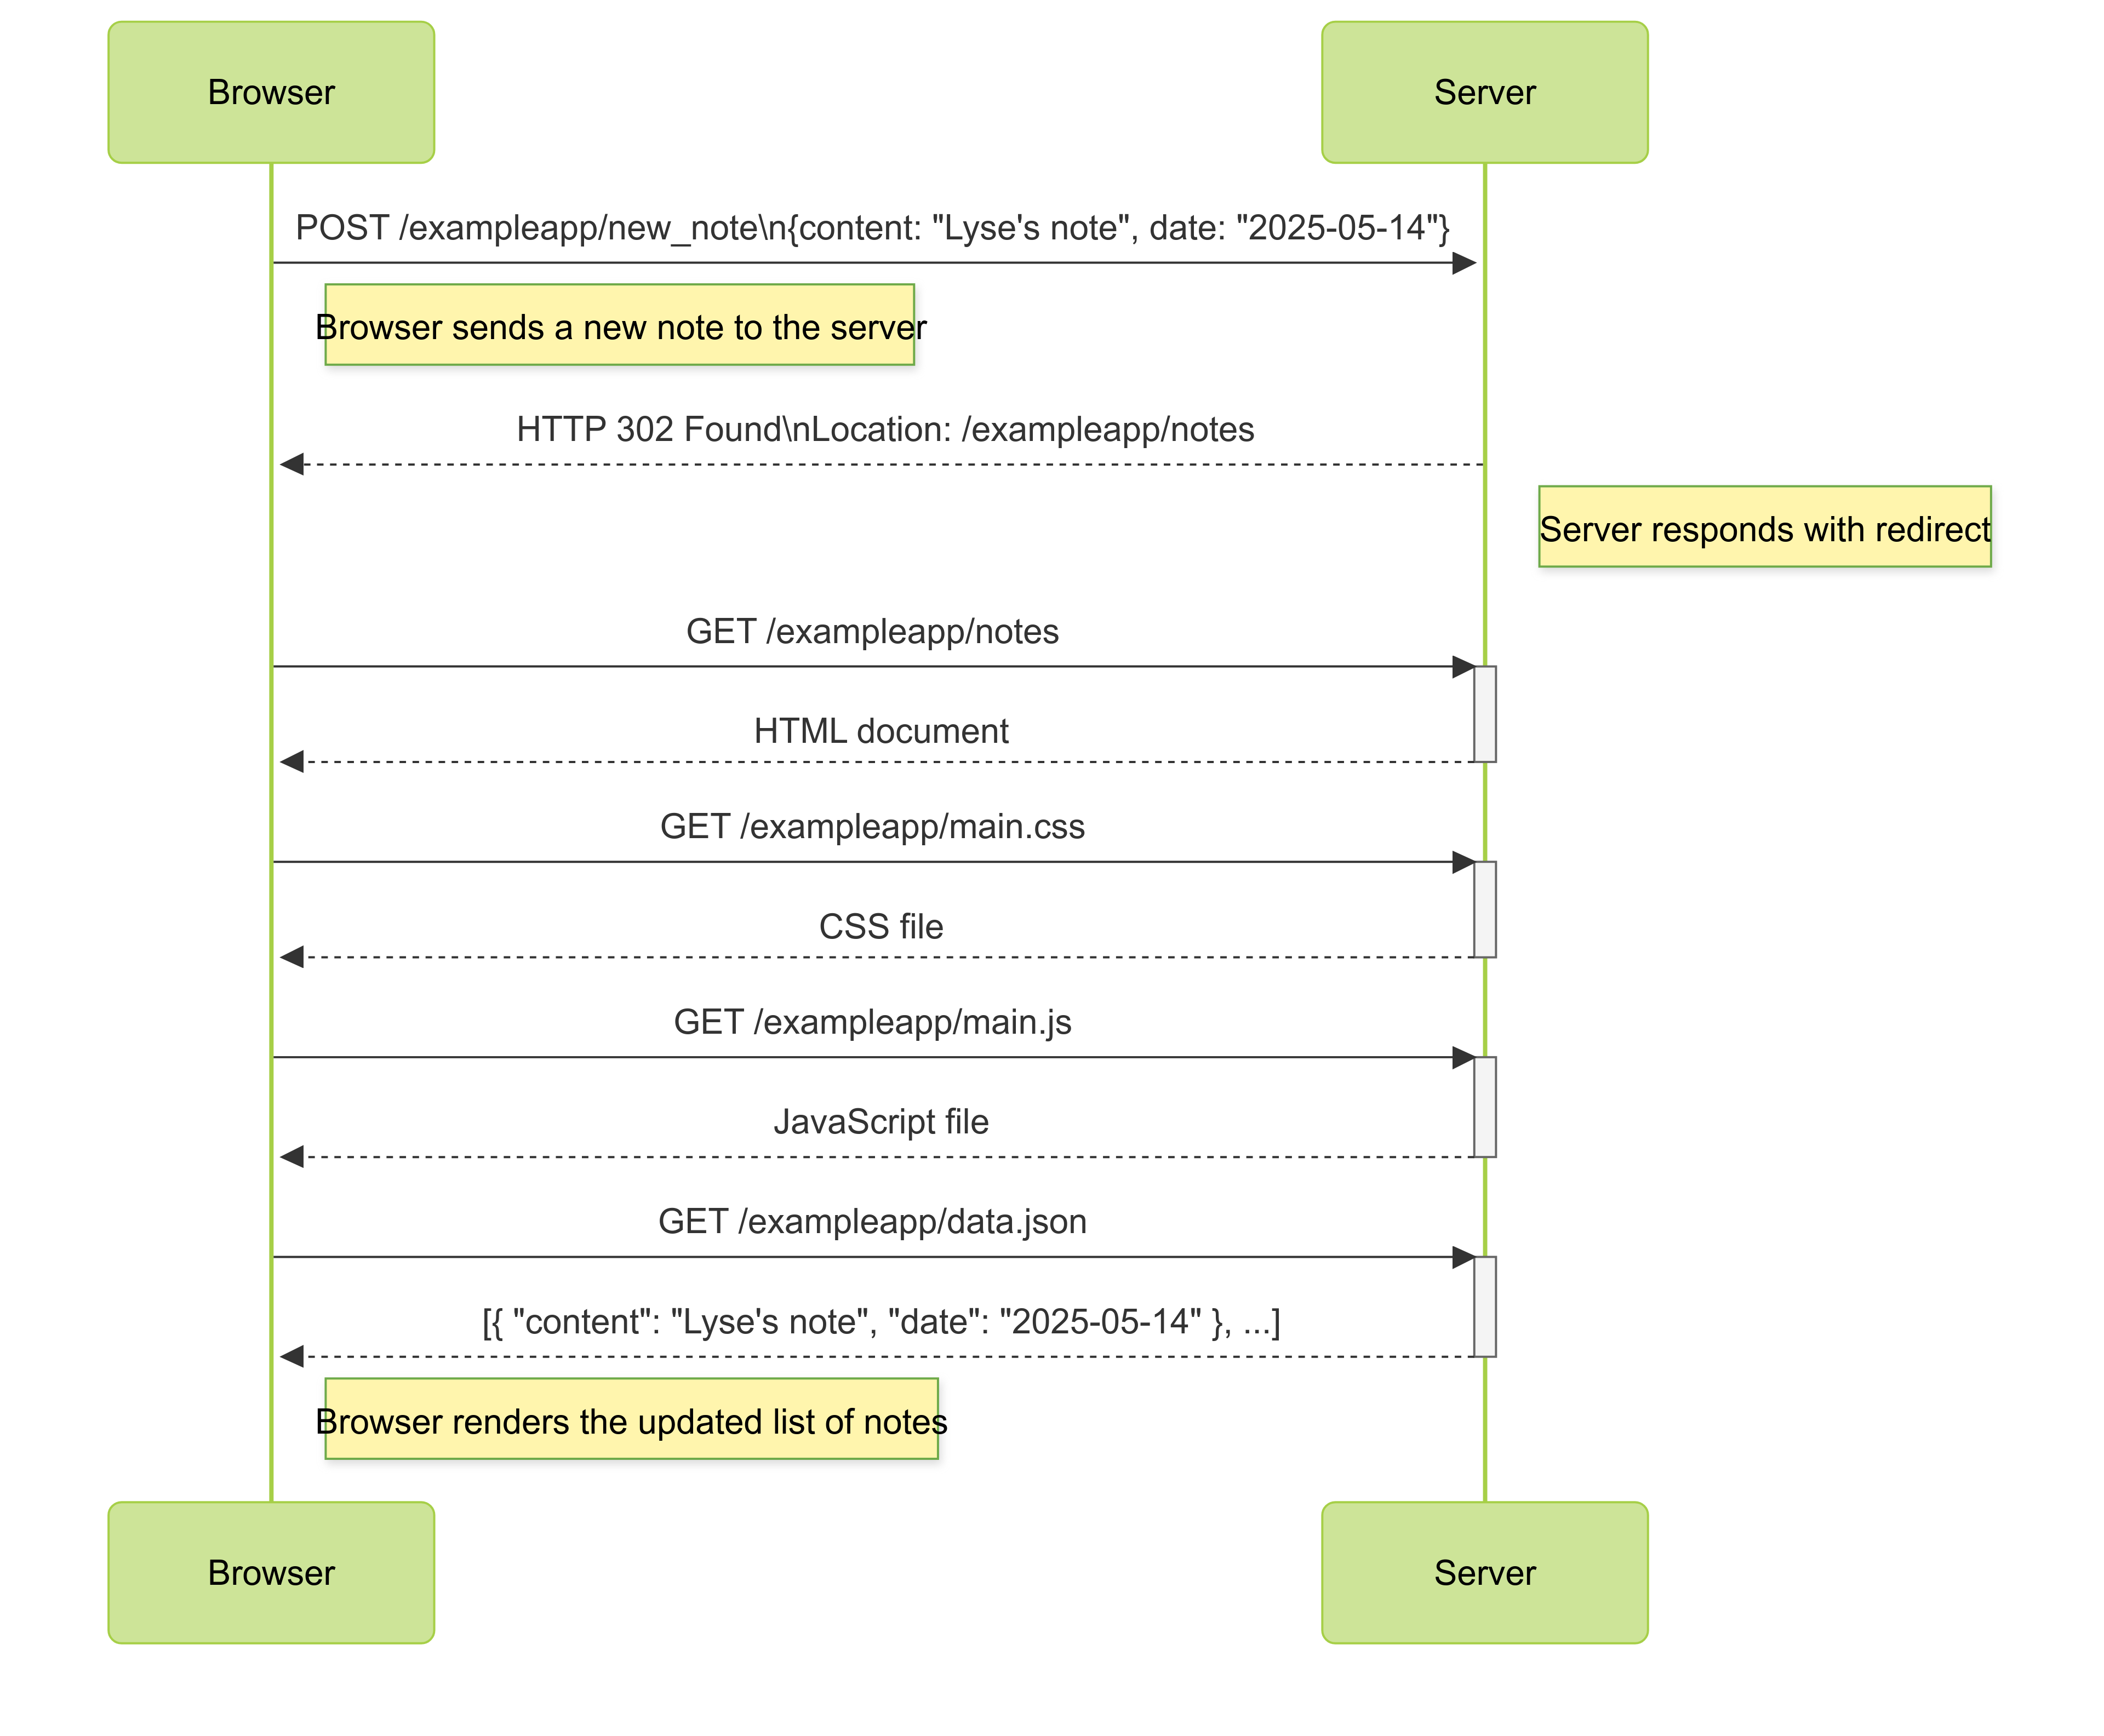 Browser
Server
POST /exampleapp/new_note\n{content: "Lyse's note", date: "2025-05-14"}
Browser sends a new note to the server
HTTP 302 Found\nLocation: /exampleapp/notes
Server responds with redirect
GET /exampleapp/notes
HTML document
GET /exampleapp/main.css
CSS file
GET /exampleapp/main.js
JavaScript file
GET /exampleapp/data.json
[{ "content": "Lyse's note", "date": "2025-05-14" }, ...]
Browser renders the updated list of notes
Browser
Server